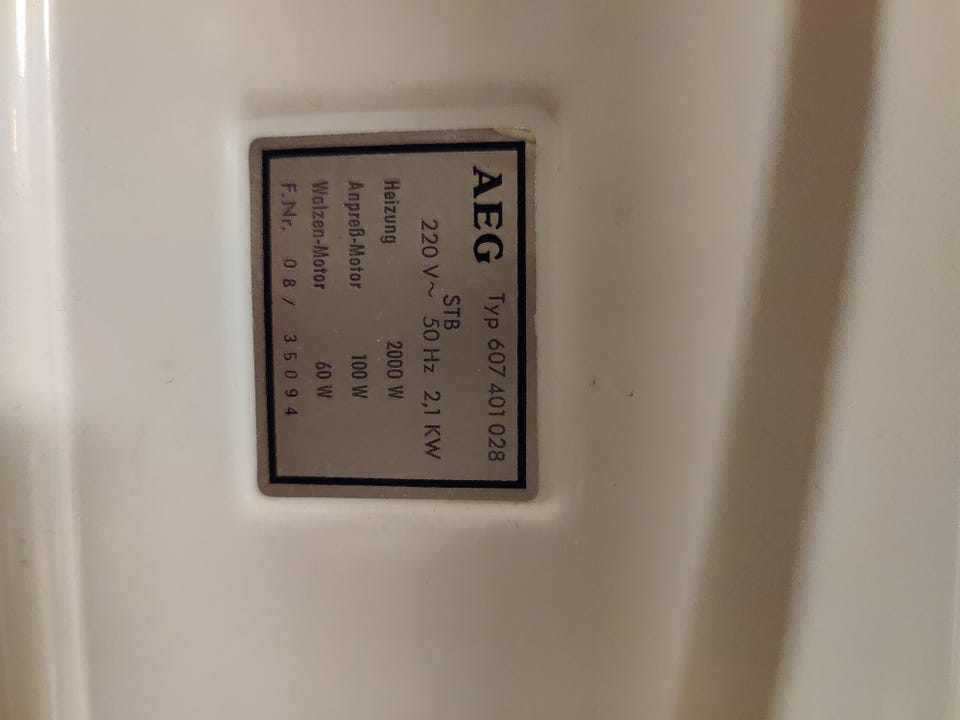 AEG Typ 607 401 028
STB
220 V~ 50 Hz 2,1 KW
Heizung 2000 W
Anpreß-Motor 100 W
Walzen-Motor 60 W
F.Nr. 08/ 35094